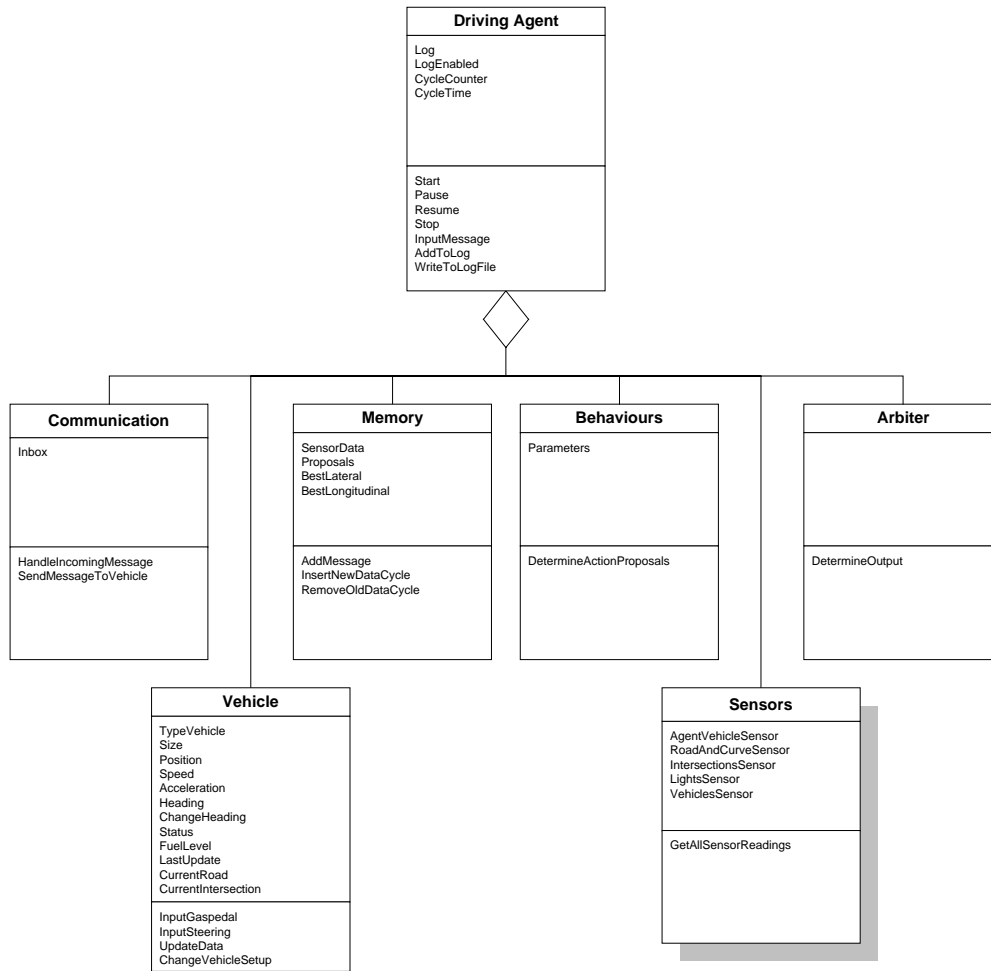 Driving Agent
Log
LogEnabled
CycleCounter
CycleTime
Start
Pause
Resume
Stop
InputMessage
AddToLog
WriteToLogFile
Communication
Inbox
HandleIncomingMessage
SendMessageToVehicle
Memory
SensorData
Proposals
BestLateral
BestLongitudinal
AddMessage
InsertNewDataCycle
RemoveOldDataCycle
Behaviours
Parameters
DetermineActionProposals
Arbiter
DetermineOutput
Vehicle
TypeVehicle
Size
Position
Speed
Acceleration
Heading
ChangeHeading
Status
FuelLevel
LastUpdate
CurrentRoad
CurrentIntersection
InputGaspedal
InputSteering
UpdateData
ChangeVehicleSetup
Sensors
AgentVehicleSensor
RoadAndCurveSensor
IntersectionsSensor
LightsSensor
VehiclesSensor
GetAllSensorReadings